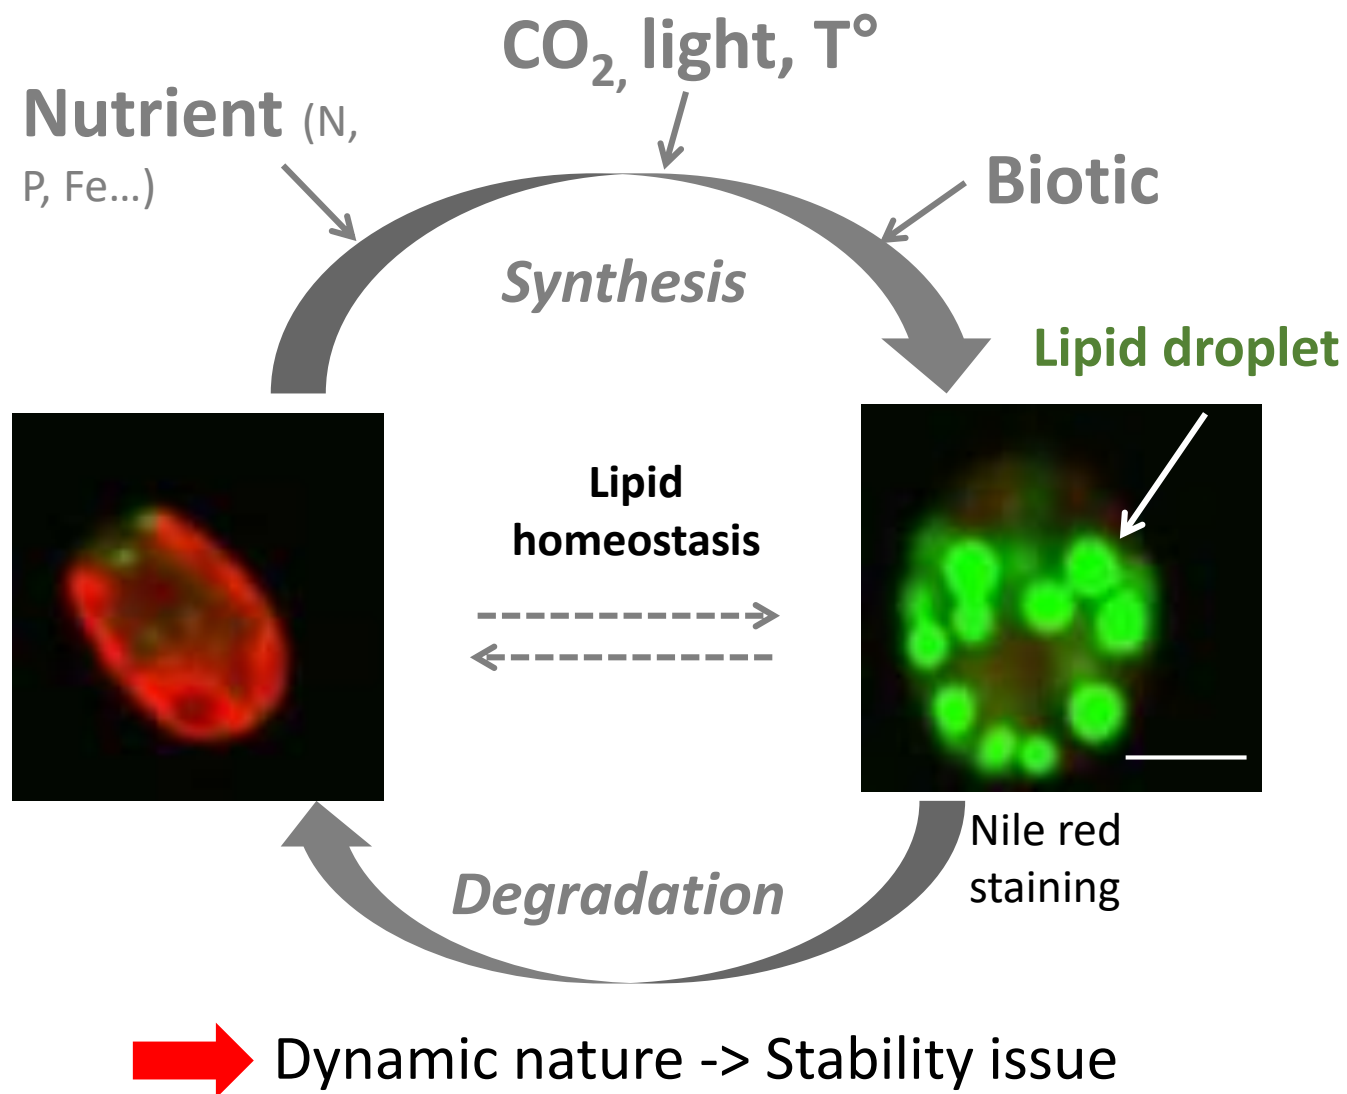 CO2, light, T°
Nutrient (N,
P, Fe…)
Biotic
Synthesis
Lipid droplet
Lipid
homeostasis
Nile red
staining
Degradation
Dynamic nature -> Stability issue